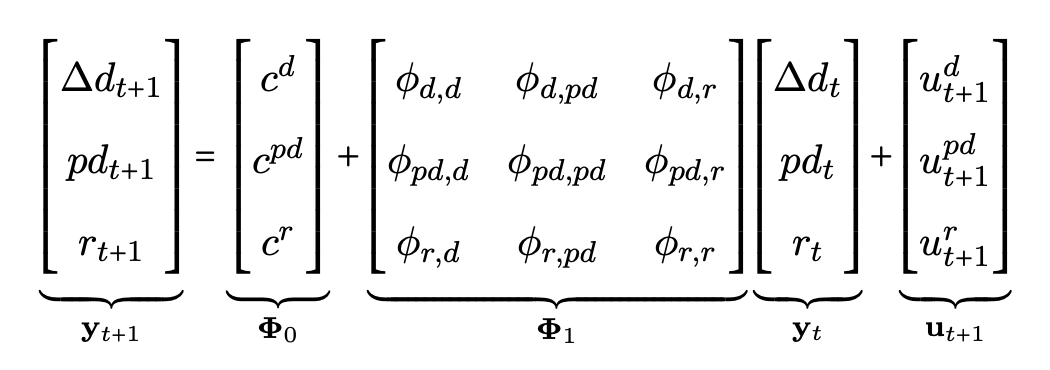 Δd_{t+1} c^d ϕ_{d,d} ϕ_{d,pd} ϕ_{d,r} Δd_t u^d_{t+1}
pd_{t+1} = c^{pd} + ϕ_{pd,d} ϕ_{pd,pd} ϕ_{pd,r} pd_t + u^{pd}_{t+1}
r_{t+1} c^r ϕ_{r,d} ϕ_{r,pd} ϕ_{r,r} r_t u^r_{t+1}
y_{t+1} Φ_0 Φ_1 y_t u_{t+1}